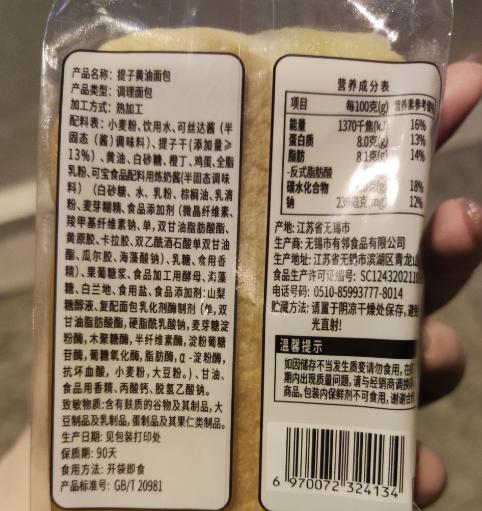 产品名称: 提子黄油面包
产品类型: 调理面包
加工方式: 热加工
配料表: 小麦粉、饮用水、可丝达酱 (半
固态 (酱) 调味料)、提子干(添加量≥
13%)、黄油、白砂糖、橙丁、鸡蛋、全脂
乳粉、可宝食品配料用炼奶酱(半固态调味
料) (白砂糖、水、乳粉、棕榈油、乳清
粉、麦芽糊精、食品添加剂 (微晶纤维素、
羧甲基纤维素钠、单,双甘油脂肪酸酯、
黄原胶、卡拉胶、双乙酰酒石酸单双甘油
酯、瓜尔胶、海藻酸钠)、乳糖、食用香
精)、果葡糖浆、食品加工用酵母、海藻
糖、白兰地、食用盐、食品添加剂:山梨
糖醇液、复配面包乳化剂酶制剂 (单,双
甘油脂肪酸酯,硬脂酰乳酸钠,麦芽糖淀
粉酶,木聚糖酶,半纤维素酶,淀粉葡糖
苷酶,葡糖氧化酶,脂肪酶,α-淀粉酶,
抗坏血酸,小麦粉,大豆粉。)、甘油、
食品用香精、丙酸钙、脱氢乙酸钠。
致敏物质:含有麸质的谷物及其制品,大
豆制品及乳制品,蛋制品及其果仁类制品。
生产日期: 见包装打印处
保质期: 90天
食用方法: 开袋即食
产品标准号: GB/T 20981
营养成分表
项目 每100克(g) 营养素参考
能量 1370千焦(kJ) 16%
蛋白质 8.0克(g) 13%
脂肪 8.1克(g) 14%
-反式脂肪酸
碳水化合物 18%
钠 12%
产地: 江苏省无锡市
生产商: 无锡市有邻食品有限公司
生产地址: 江苏省无锡市滨湖区青龙山
食品生产许可证编号: SC12432021
电话号码: 0510-85993777-8014
贮藏方法: 请置于阴凉干燥处保存,避免
光直射!
温馨提示
如因储存不当发生质变请勿食用,在
期内出现质量问题,请与经销商调换
商品,包装内保鲜剂不可食用,谢谢
6 970072 324134